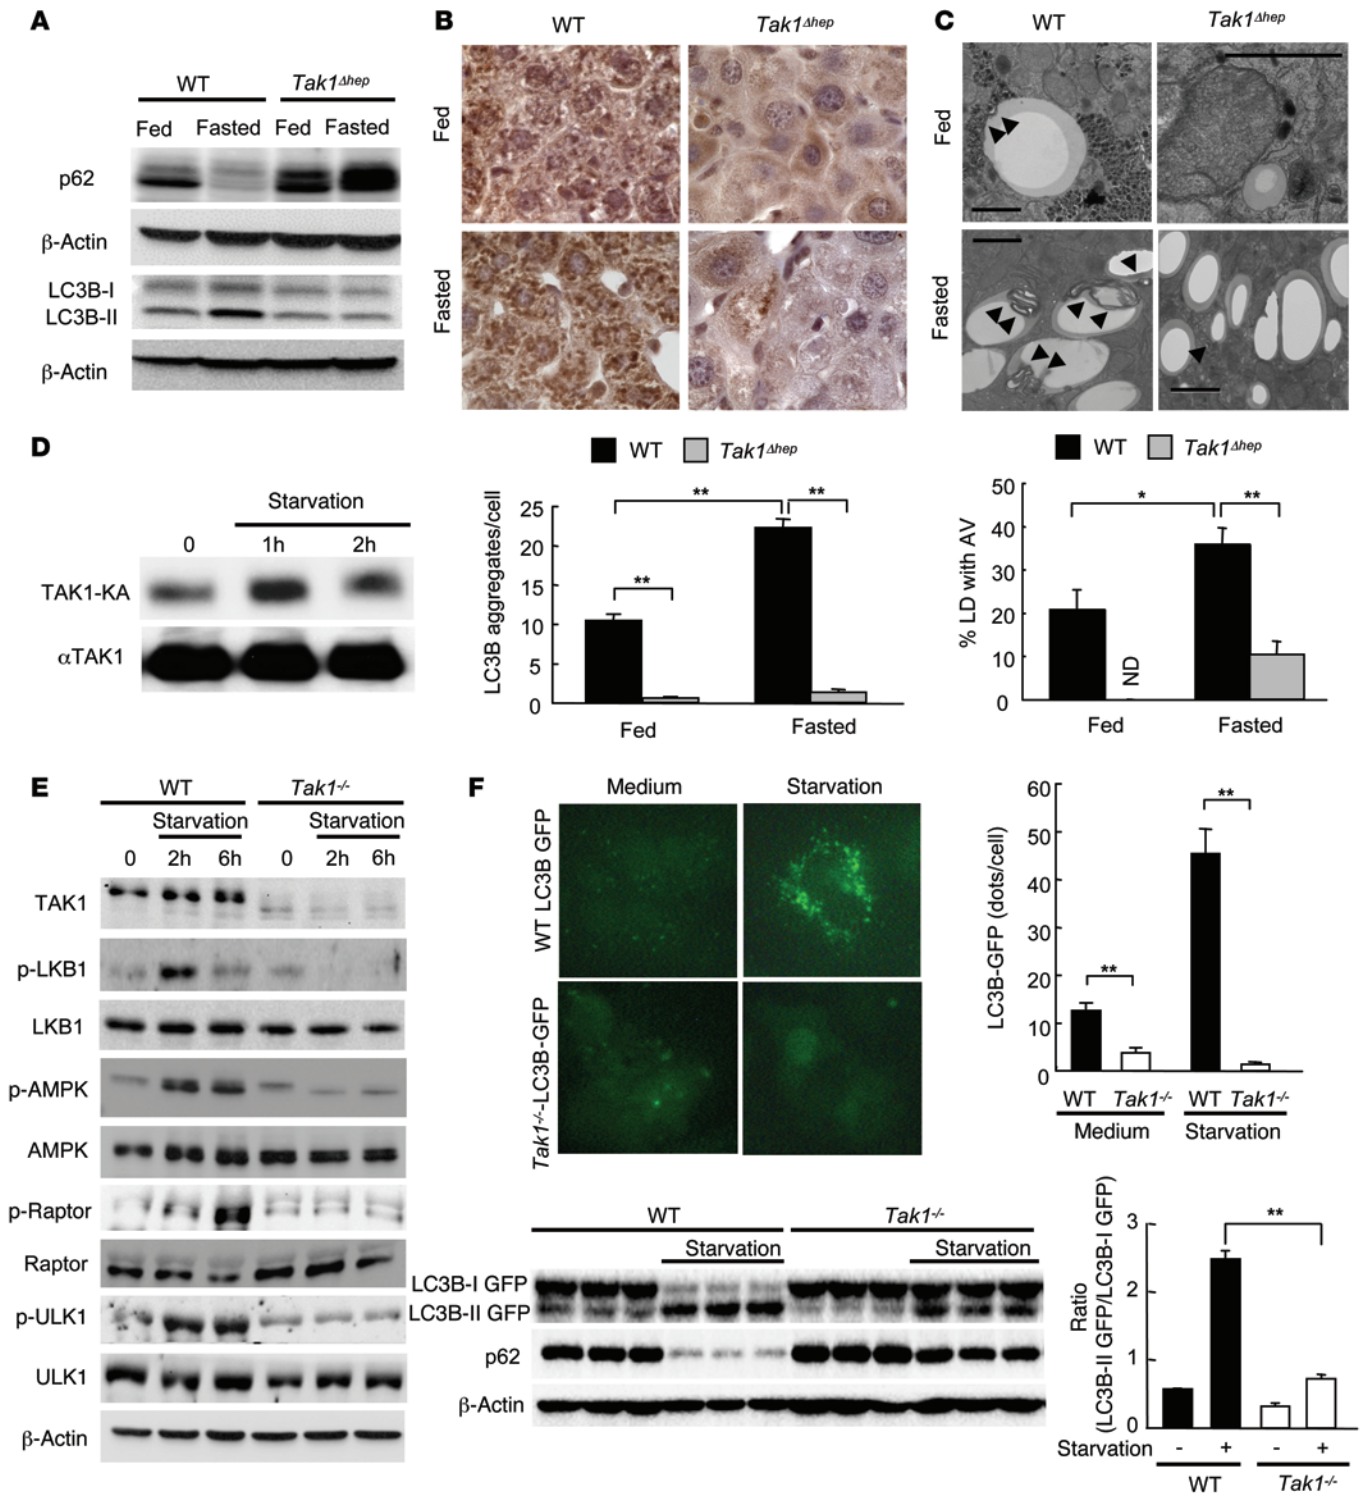 A
WT
Tak1Δhep
Fed Fasted Fed Fasted
p62
β-Actin
LC3B-I
LC3B-II
β-Actin
B
WT
Tak1Δhep
Fed
Fasted
WT
Tak1Δhep
LC3B aggregates/cell
25
20
15
10
5
0
**
**
**
Fed
Fasted
C
WT
Tak1Δhep
Fed
Fasted
WT
Tak1Δhep
% LD with AV
50
40
30
20
10
0
*
**
ND
Fed
Fasted
D
Starvation
0 1h 2h
TAK1-KA
αTAK1
E
WT
Tak1-/-
Starvation
Starvation
0 2h 6h 0 2h 6h
TAK1
p-LKB1
LKB1
p-AMPK
AMPK
p-Raptor
Raptor
p-ULK1
ULK1
β-Actin
F
Medium
Starvation
WT LC3B GFP
Tak1-/--LC3B-GFP
LC3B-GFP (dots/cell)
60
50
40
30
20
10
0
**
**
WT Tak1-/- WT Tak1-/-
Medium
Starvation
WT
Tak1-/-
Starvation
Starvation
LC3B-I GFP
LC3B-II GFP
p62
β-Actin
Ratio
(LC3B-II GFP/LC3B-I GFP)
3
2
1
0
**
Starvation - + - +
WT
Tak1-/-